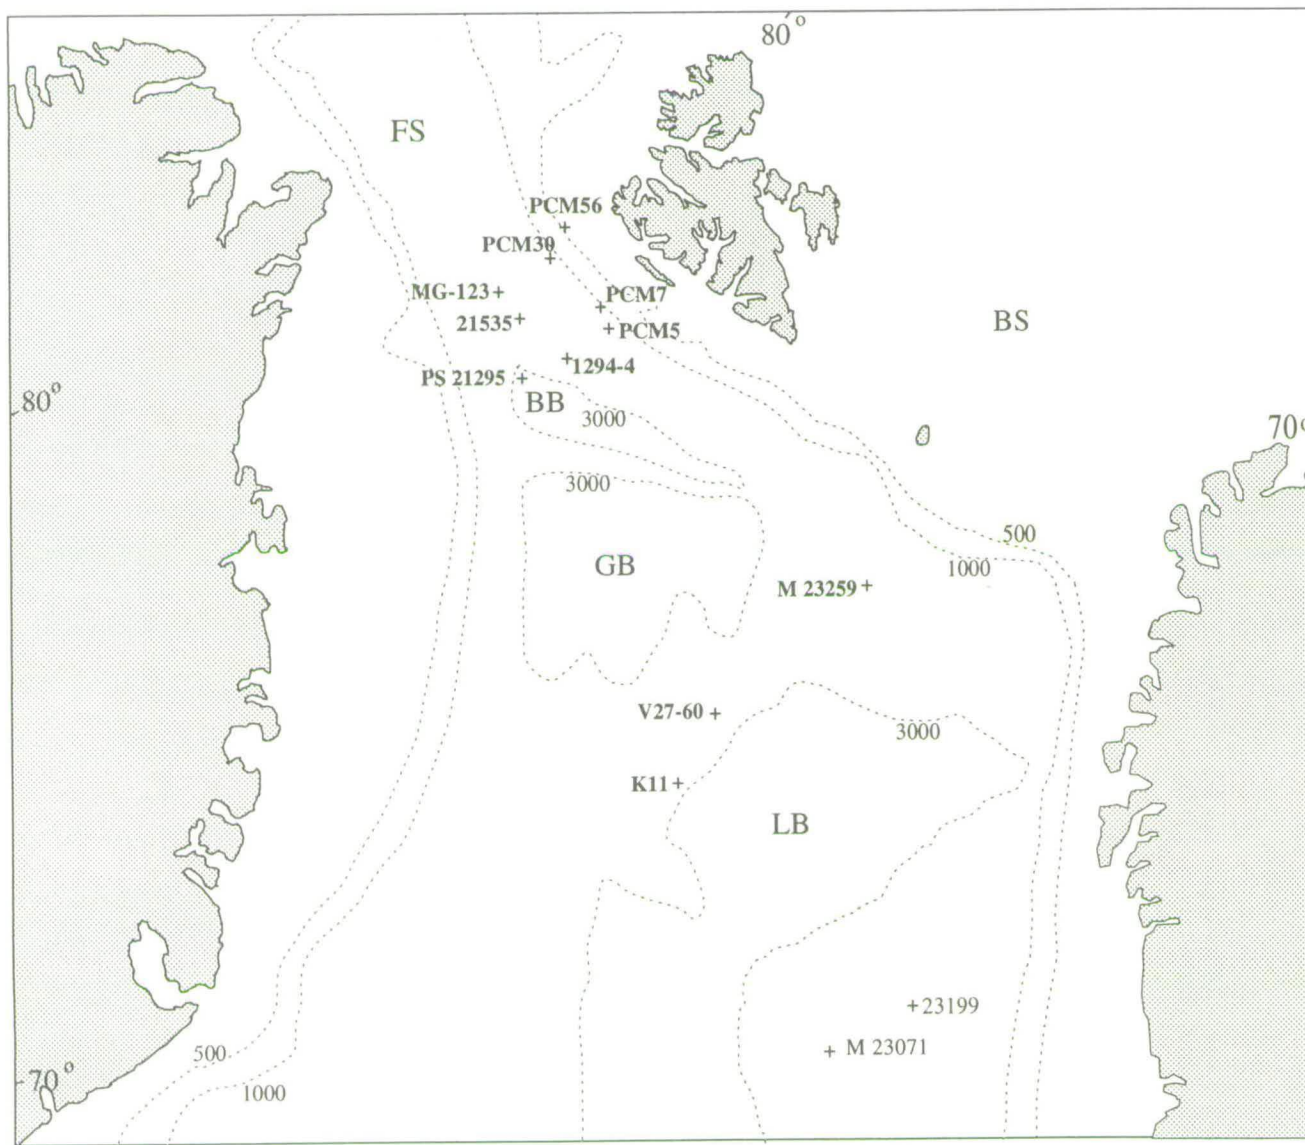 80°
FS
PCM56
PCM30
MG-123
PCM7
BS
21535
PCM5
1294-4
PS 21295
80°
BB
3000
70°
3000
500
GB
1000
M 23259
V27-60
3000
K11
LB
23199
M 23071
500
70°
1000